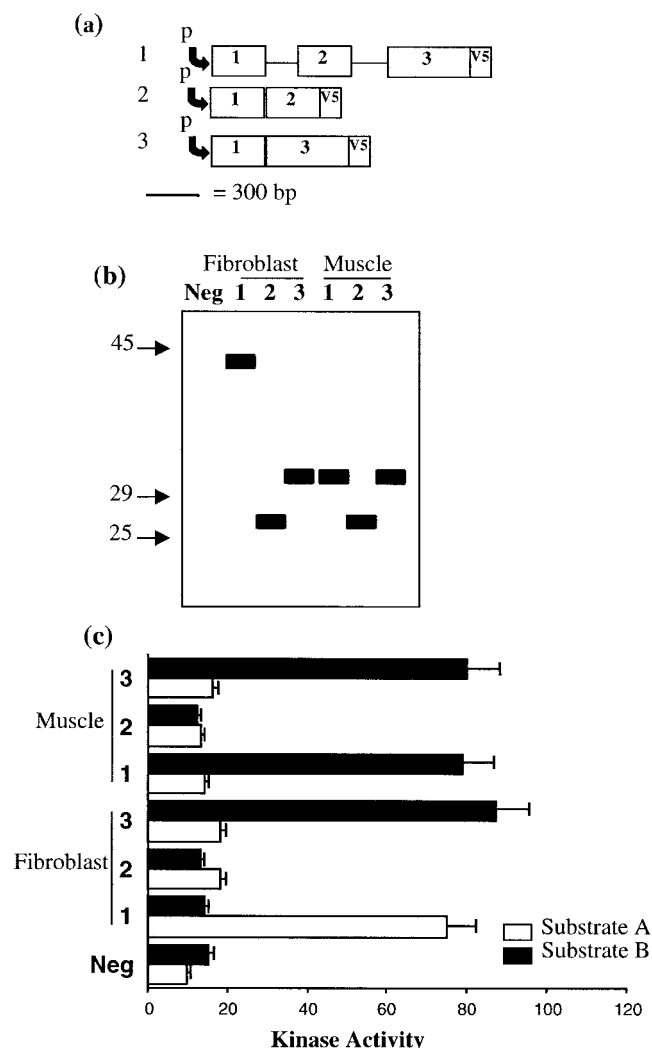 (a)
p
1 1 2 3 V5
p
2 1 2 V5
p
3 1 3 V5
= 300 bp
(b)
Fibroblast Muscle
Neg 1 2 3 1 2 3
45
29
25
(c)
3
Muscle 2
1
3
Fibroblast 2
1
Neg
Substrate A
Substrate B
0 20 40 60 80 100 120
Kinase Activity